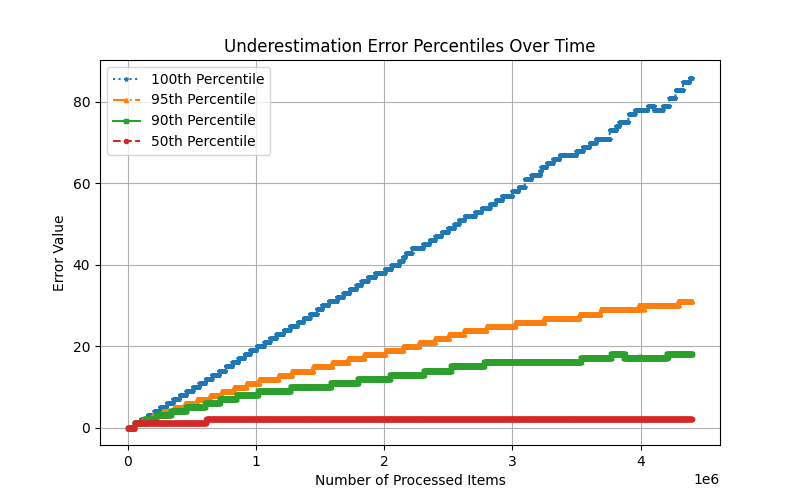 Underestimation Error Percentiles Over Time
100th Percentile
95th Percentile
90th Percentile
50th Percentile
Error Value
80
60
40
20
0
0
1
2
3
4
1e6
Number of Processed Items